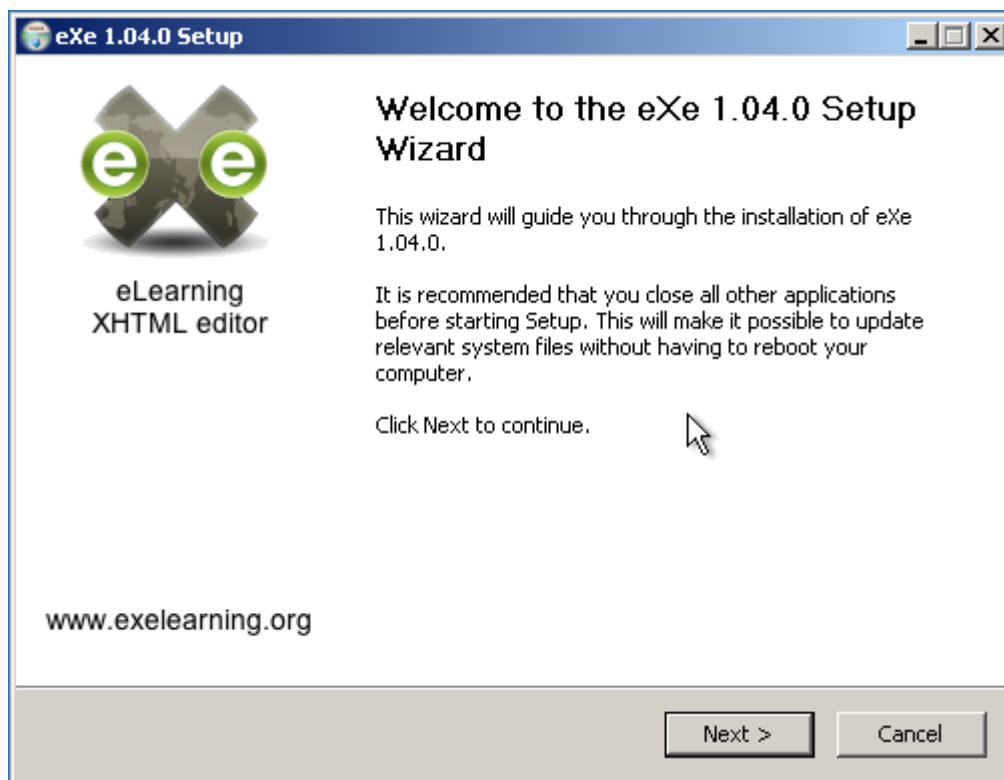 eXe 1.04.0 Setup
Welcome to the eXe 1.04.0 Setup
Wizard
This wizard will guide you through the installation of eXe
1.04.0.
It is recommended that you close all other applications
before starting Setup. This will make it possible to update
relevant system files without having to reboot your
computer.
Click Next to continue.
e e
eLearning
XHTML editor
www.exelearning.org
Next >
Cancel